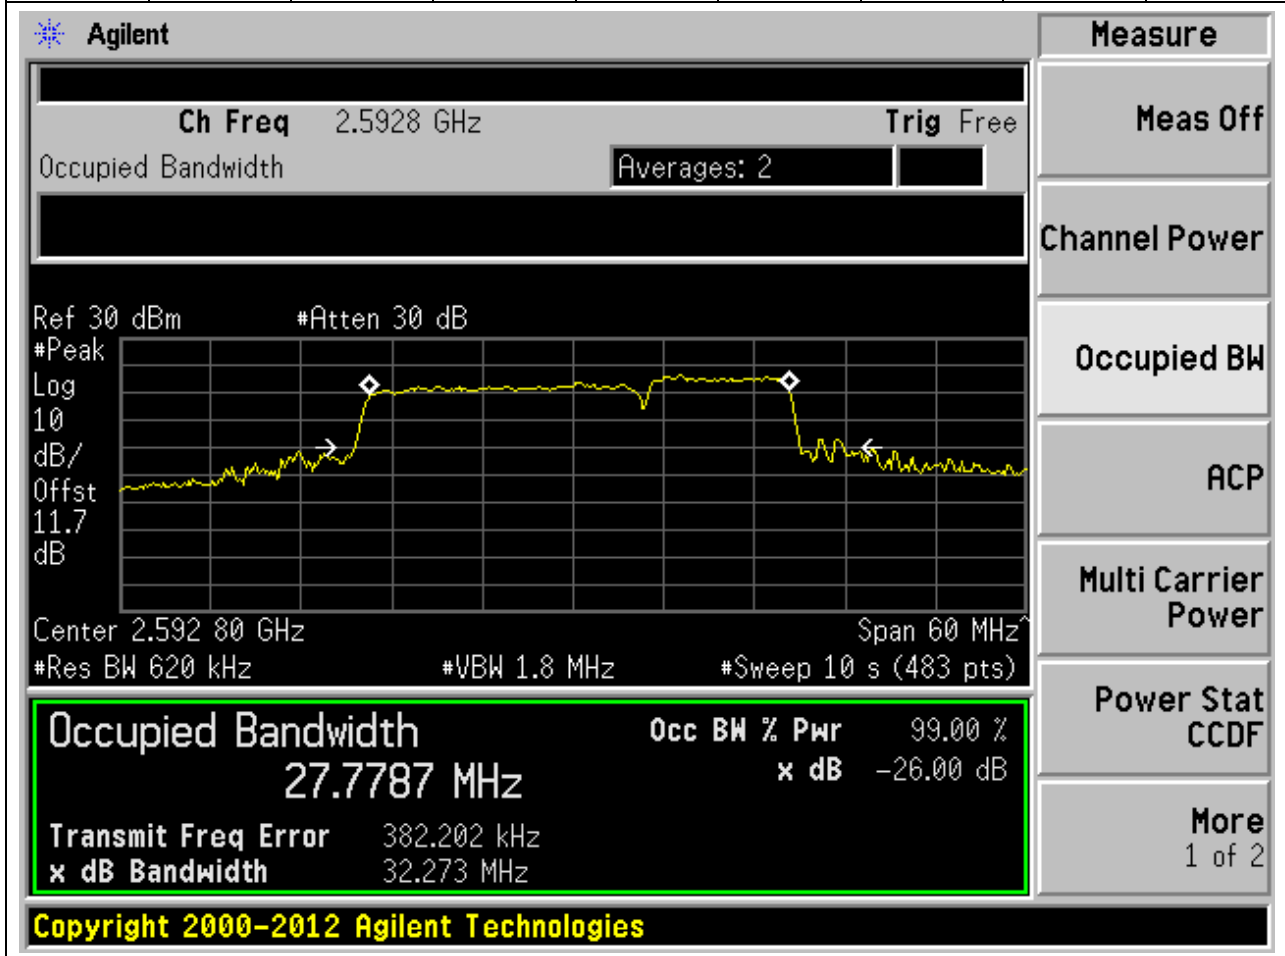 Agilent
Measure
Ch Freq 2.5928 GHz Trig Free
Meas Off
Occupied Bandwidth Averages: 2
Channel Power
Ref 30 dBm #Atten 30 dB
#Peak
Log
10
dB/
Offst
11.7
dB
Occupied BW
ACP
Center 2.592 80 GHz Span 60 MHz^
#Res BW 620 kHz #VBW 1.8 MHz #Sweep 10 s (483 pts)
Multi Carrier
Power
Occupied Bandwidth Occ BW % Pwr 99.00 %
27.7787 MHz x dB -26.00 dB
Power Stat
CCDF
Transmit Freq Error 382.202 kHz
x dB Bandwidth 32.273 MHz
More
1 of 2
Copyright 2000-2012 Agilent Technologies